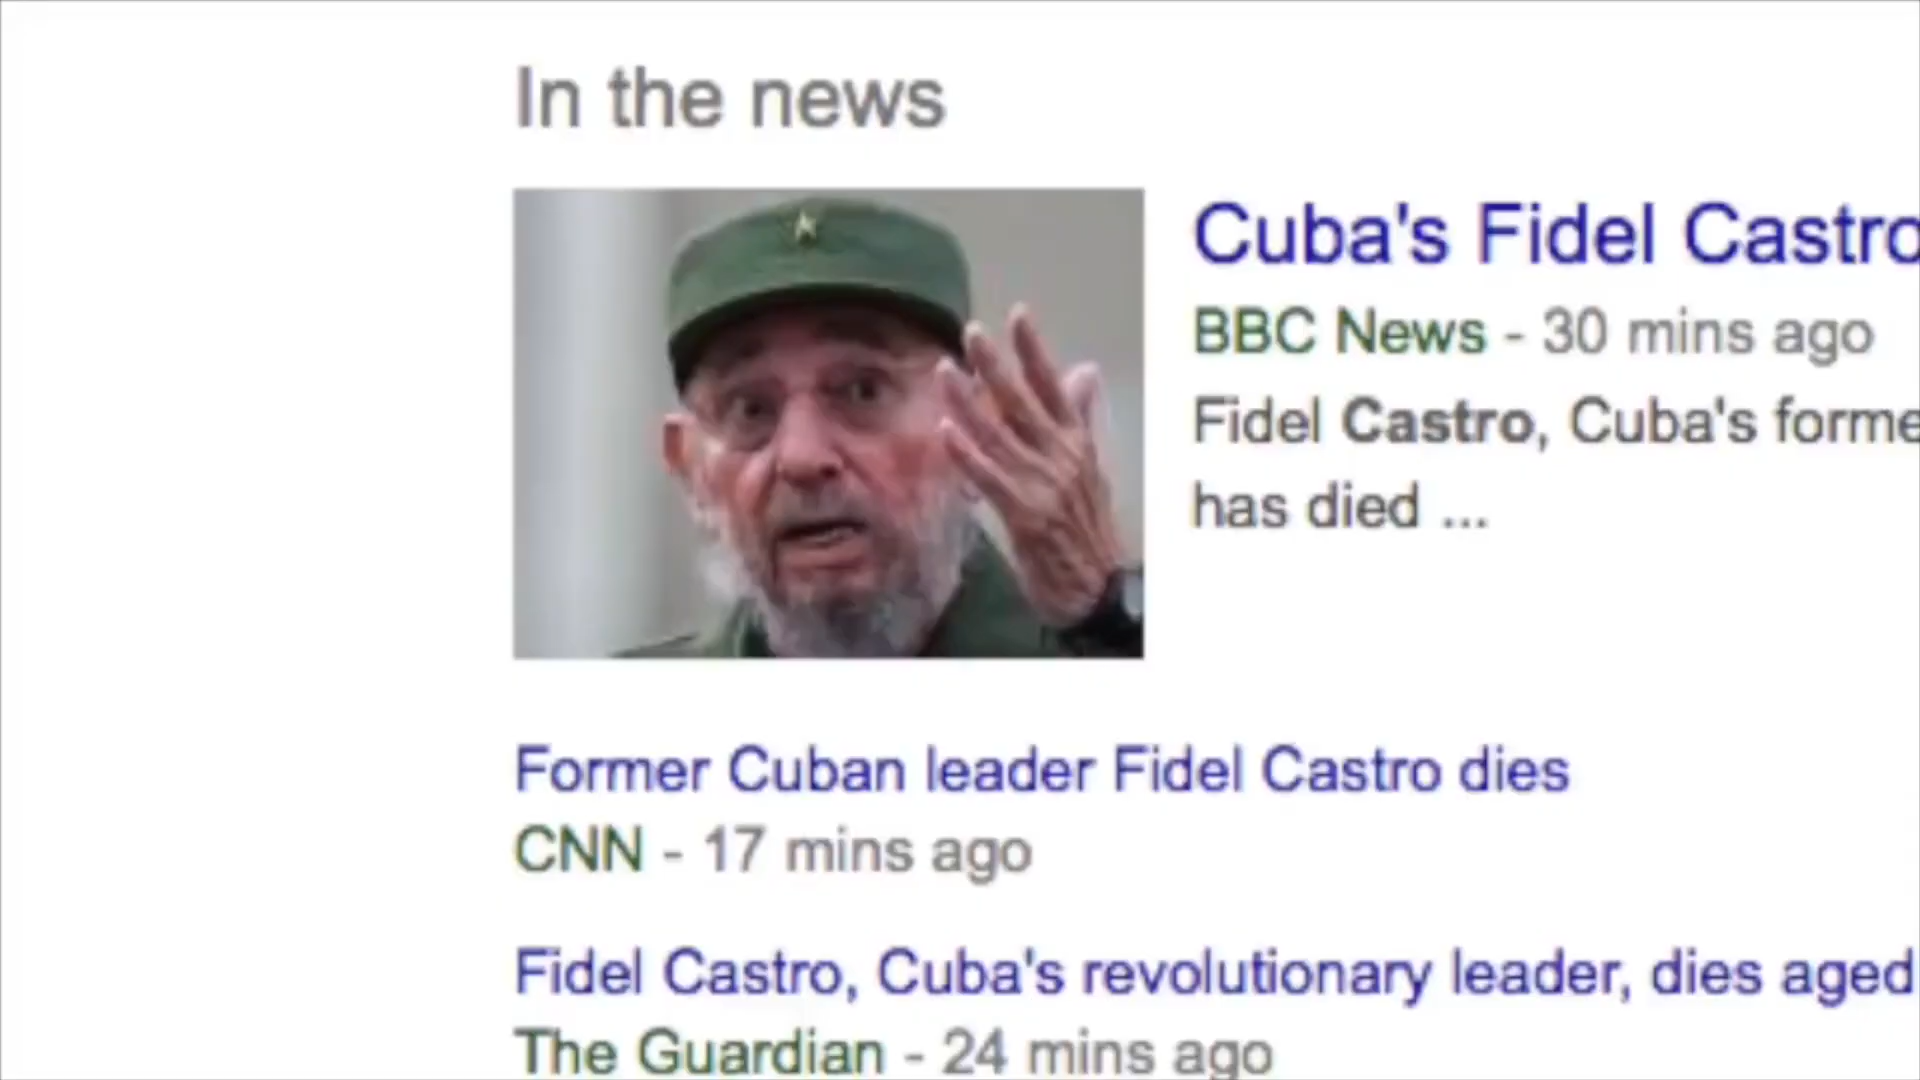 In the news
Cuba's Fidel Castro
BBC News - 30 mins ago
Fidel Castro, Cuba's forme
has died ...
Former Cuban leader Fidel Castro dies
CNN - 17 mins ago
Fidel Castro, Cuba's revolutionary leader, dies aged
The Guardian - 24 mins ago